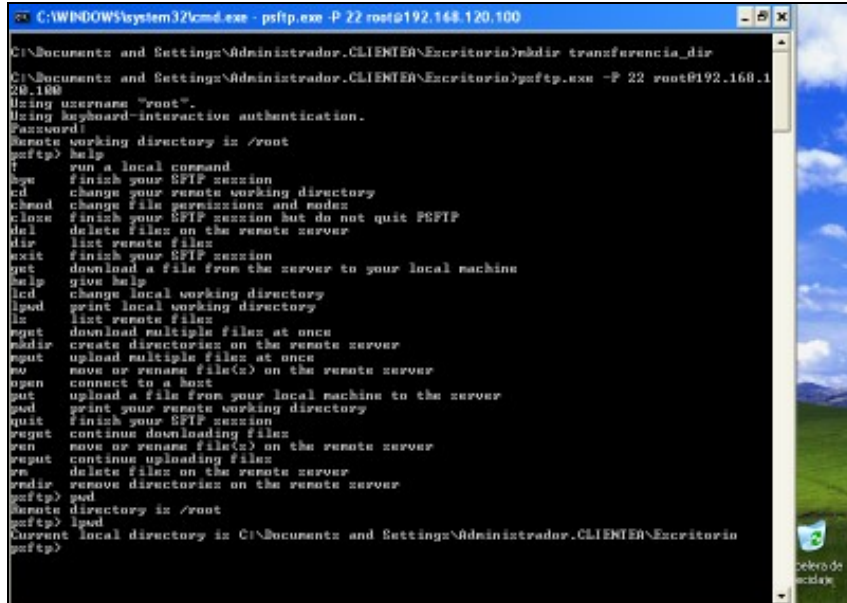 C:\WINDOWS\system32\cmd.exe - psftp.exe -P 22 root@192.168.120.100
C:\Documents and Settings\Administrador.CLIENTEA\Escritorio>mkdir transferencia_dir
C:\Documents and Settings\Administrador.CLIENTEA\Escritorio>psftp.exe -P 22 root@192.168.1
20.100
Using username "root".
Using keyboard-interactive authentication.
Password:
Remote working directory is /root
psftp> help
! run a local command
bye finish your SFTP session
cd change your remote working directory
chmod change file permissions and modes
close finish your SFTP session but do not quit PSFTP
del delete files on the remote server
dir list remote files
exit finish your SFTP session
get download a file from the server to your local machine
help give help
lcd change local working directory
lpwd print local working directory
ls list remote files
mget download multiple files at once
mkdir create directories on the remote server
mput upload multiple files at once
mv move or rename file(s) on the remote server
open connect to a host
put upload a file from your local machine to the server
pwd print your remote working directory
quit finish your SFTP session
reget continue downloading files
ren move or rename file(s) on the remote server
reput continue uploading files
rm delete files on the remote server
rmdir remove directories on the remote server
psftp> pwd
Remote directory is /root
psftp> lpwd
Current local directory is C:\Documents and Settings\Administrador.CLIENTEA\Escritorio
psftp>
pelera de
eciclaje